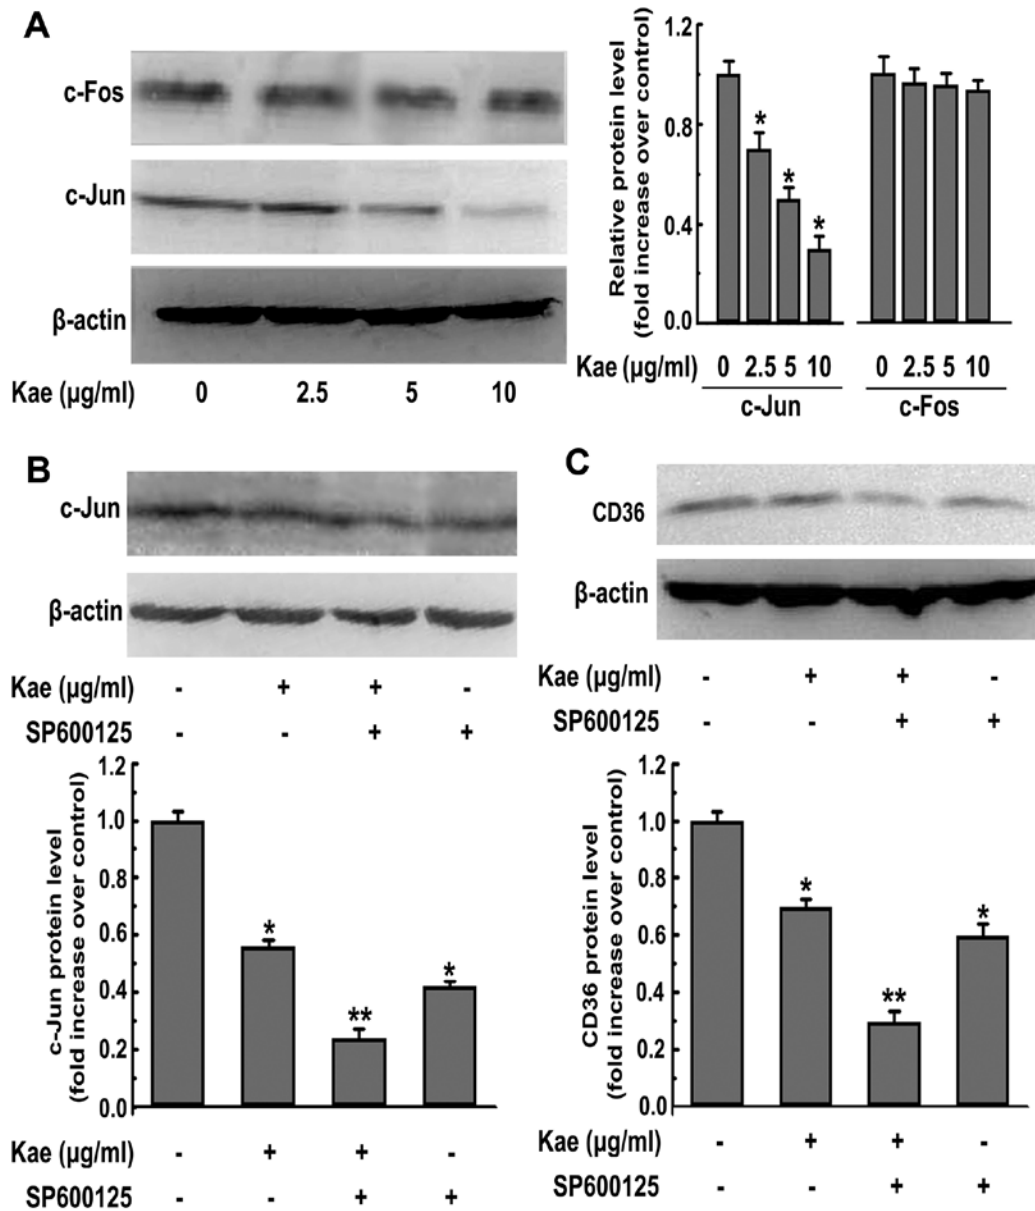 A
c-Fos
c-Jun
β-actin
Kae (µg/ml) 0 2.5 5 10
Relative protein level
(fold increase over control)
1.2
0.8
0.4
0.0
* * *
Kae (µg/ml) 0 2.5 5 10 0 2.5 5 10
c-Jun c-Fos
B
c-Jun
β-actin
Kae (µg/ml) - + + -
SP600125 - - + +
c-Jun protein level
(fold increase over control)
1.2
1.0
0.8
0.6
0.4
0.2
0.0
* ** *
Kae (µg/ml) - + + -
SP600125 - - + +
C
CD36
β-actin
Kae (µg/ml) - + + -
SP600125 - - + +
CD36 protein level
(fold increase over control)
1.2
1.0
0.8
0.6
0.4
0.2
0.0
* ** *
Kae (µg/ml) - + + -
SP600125 - - + +